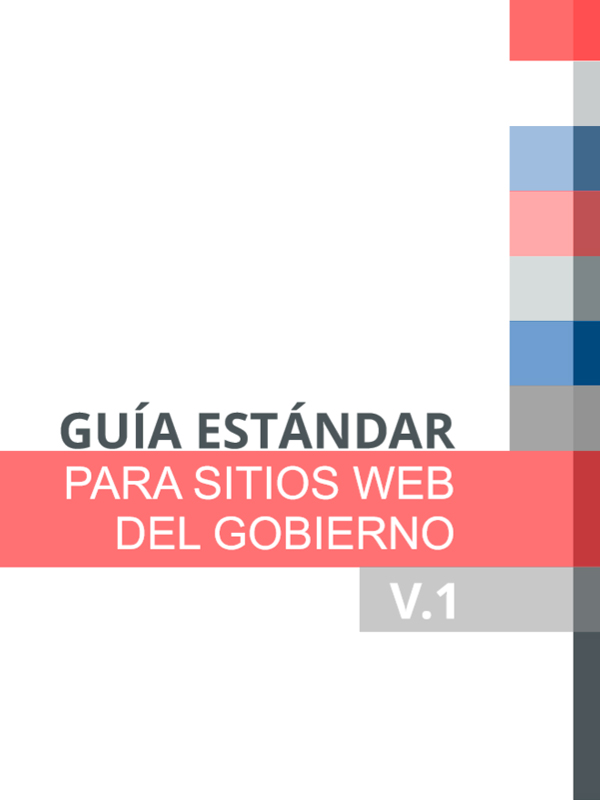 GUÍA ESTÁNDAR
PARA SITIOS WEB
DEL GOBIERNO
V.1